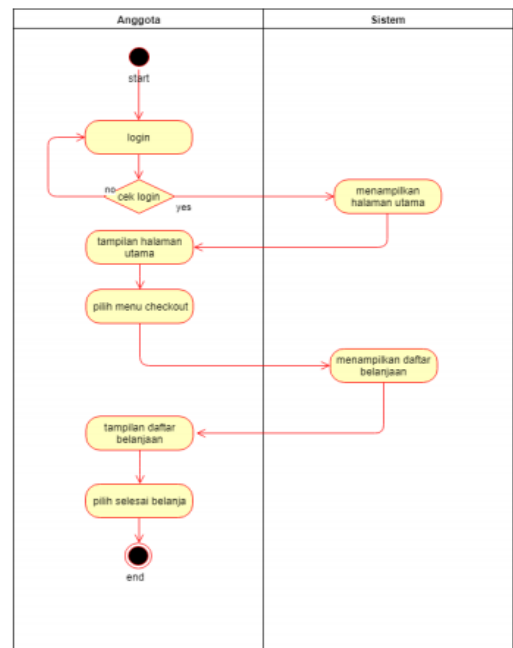 Anggota
Sistem
start
login
no
cek login
yes
menampilkan
halaman utama
tampilan halaman
utama
pilih menu checkout
menampilkan daftar
belanjaan
tampilan daftar
belanjaan
pilih selesai belanja
end